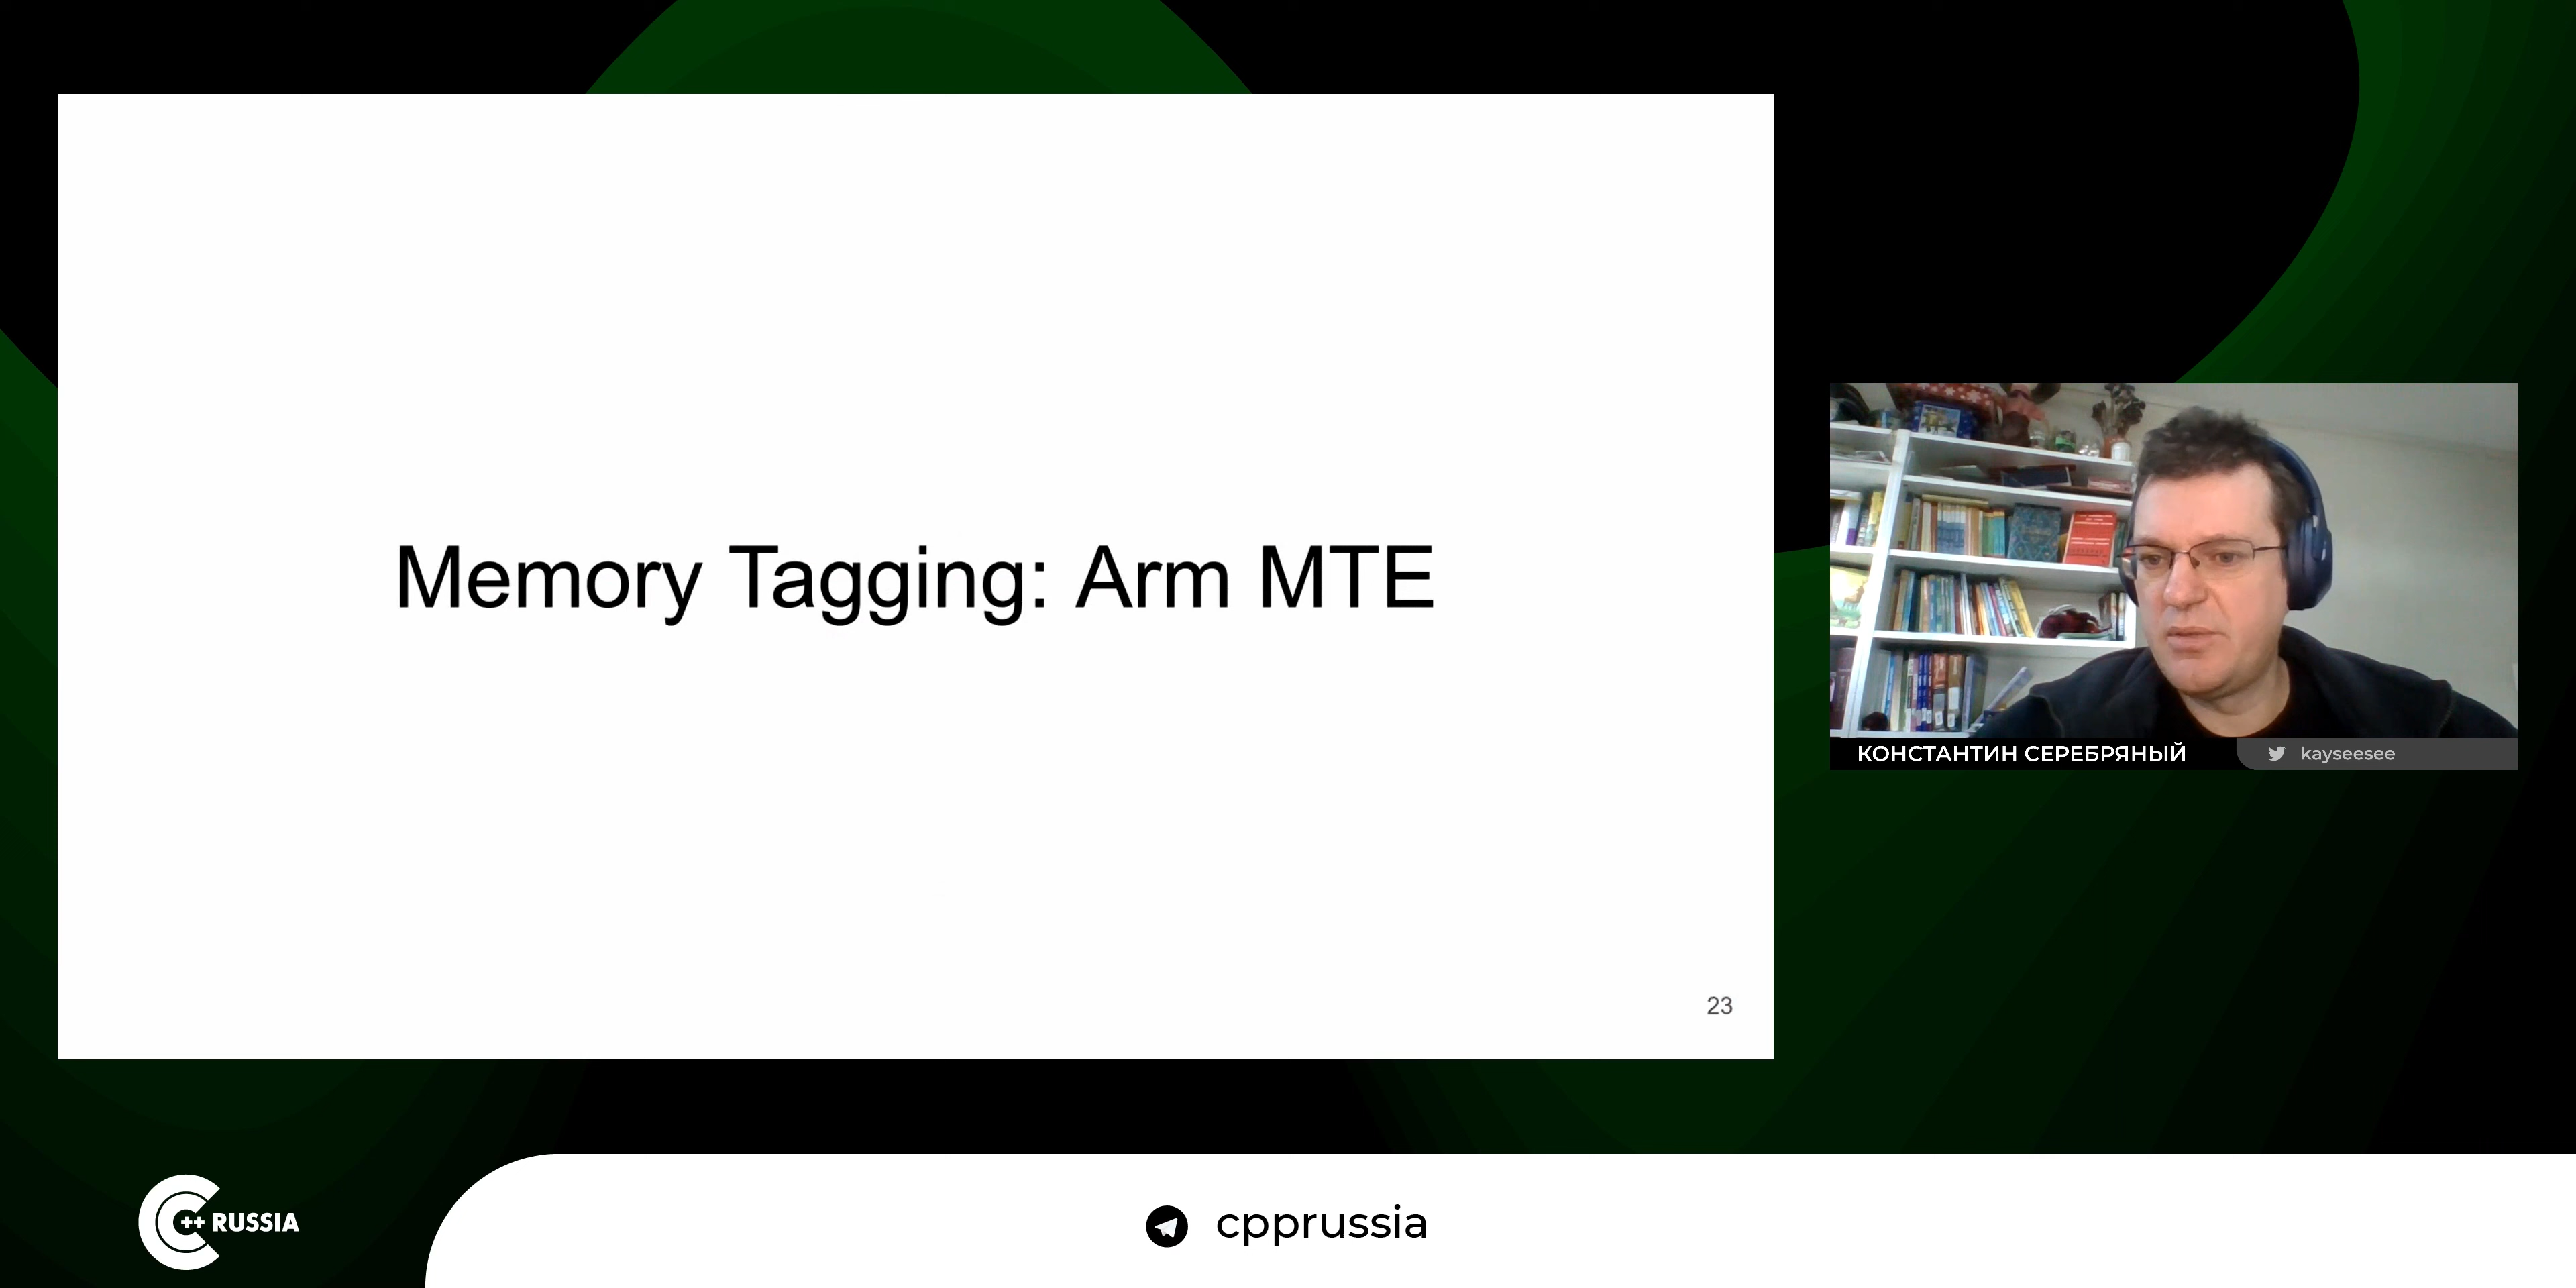 Memory Tagging: Arm MTE
23
КОНСТАНТИН СЕРЕБРЯНЫЙ
kayseesee
C++ RUSSIA
cpprussia